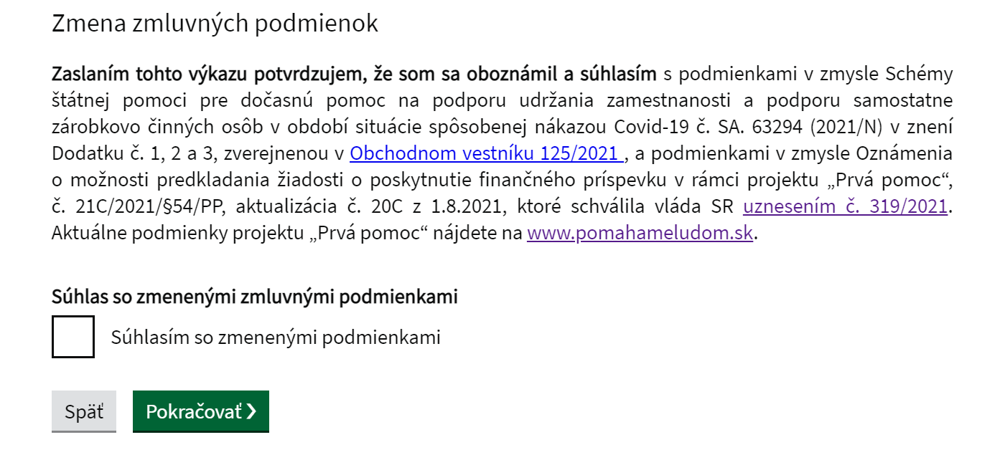 Zmena zmluvných podmienok
Zaslaním tohto výkazu potvrdzujem, že som sa oboznámil a súhlasím s podmienkami v zmysle Schémy
štátnej pomoci pre dočasnú pomoc na podporu udržania zamestnanosti a podporu samostatne
zárobkovo činných osôb v období situácie spôsobenej nákazou Covid-19 č. SA. 63294 (2021/N) v znení
Dodatku č. 1, 2 a 3, zverejnenou v Obchodnom vestníku 125/2021 , a podmienkami v zmysle Oznámenia
o možnosti predkladania žiadosti o poskytnutie finančného príspevku v rámci projektu „Prvá pomoc“,
č. 21C/2021/§54/PP, aktualizácia č. 20C z 1.8.2021, ktoré schválila vláda SR uznesením č. 319/2021.
Aktuálne podmienky projektu „Prvá pomoc“ nájdete na www.pomahameludom.sk.
Súhlas so zmenenými zmluvnými podmienkami
Súhlasím so zmenenými podmienkami
Späť Pokračovať ❯